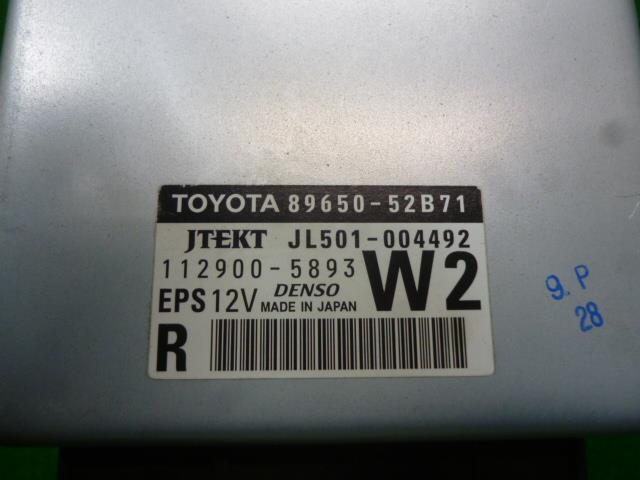 TOYOTA 89650-52B71
JTEKT JL501-004492
112900-5893 W2
EPS 12V DENSO MADE IN JAPAN
R
9.P
28